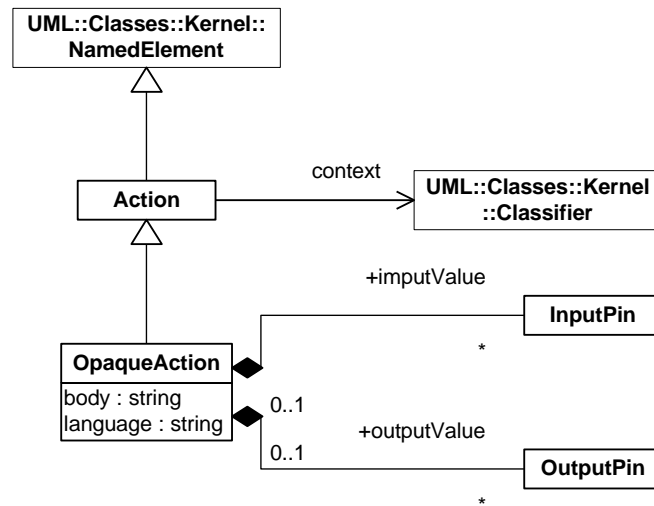 UML::Classes::Kernel::
NamedElement
context
Action
UML::Classes::Kernel
::Classifier
+imputValue
InputPin
*
OpaqueAction
body : string
language : string
0..1
0..1
+outputValue
OutputPin
*